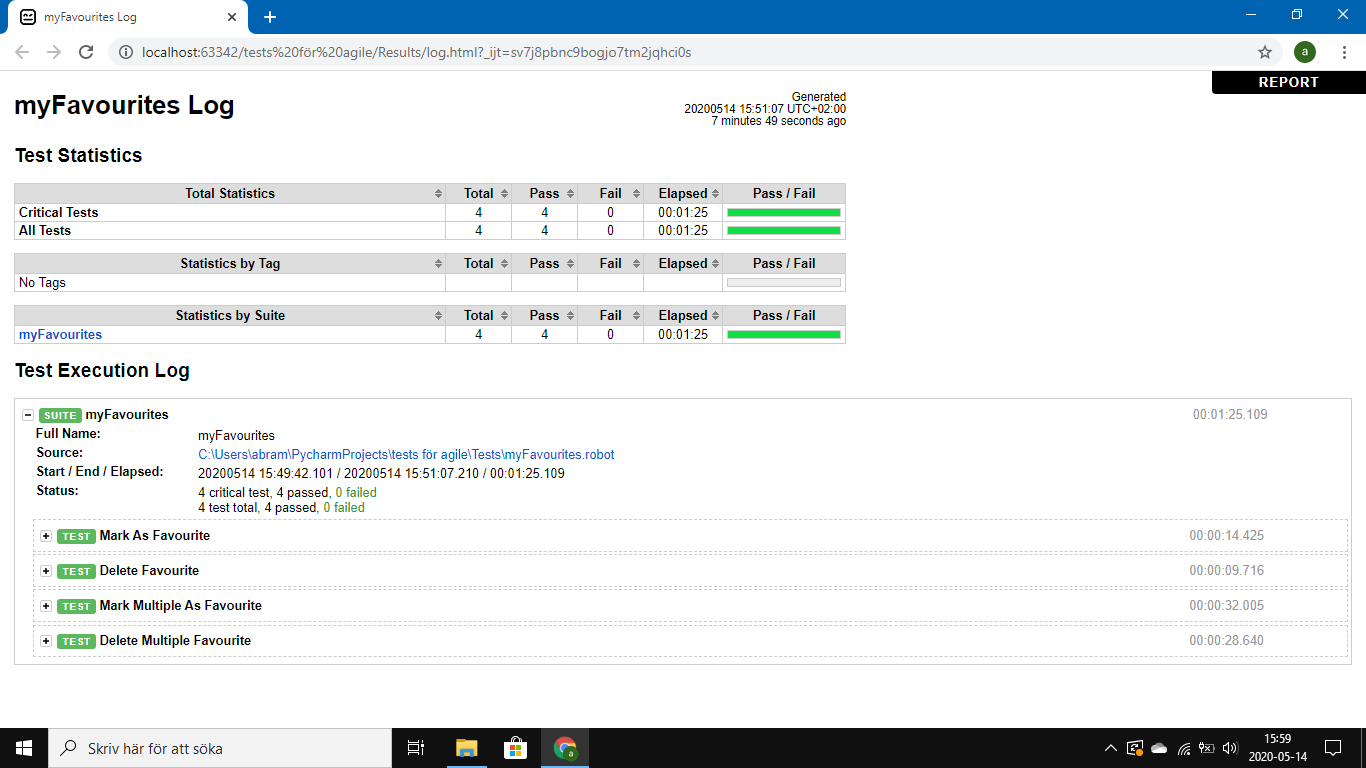 myFavourites Log
localhost:63342/tests%20för%20agile/Results/log.html?_ijt=sv7j8pbnc9bogjo7tm2jqhci0s
a
REPORT
myFavourites Log
Generated
20200514 15:51:07 UTC+02:00
7 minutes 49 seconds ago
Test Statistics
Total Statistics Total Pass Fail Elapsed Pass / Fail
Critical Tests 4 4 0 00:01:25
All Tests 4 4 0 00:01:25
Statistics by Tag Total Pass Fail Elapsed Pass / Fail
No Tags
Statistics by Suite Total Pass Fail Elapsed Pass / Fail
myFavourites 4 4 0 00:01:25
Test Execution Log
SUITE myFavourites 00:01:25.109
Full Name: myFavourites
Source: C:\Users\abram\PycharmProjects\tests för agile\Tests\myFavourites.robot
Start / End / Elapsed: 20200514 15:49:42.101 / 20200514 15:51:07.210 / 00:01:25.109
Status: 4 critical test, 4 passed, 0 failed
4 test total, 4 passed, 0 failed
TEST Mark As Favourite 00:00:14.425
TEST Delete Favourite 00:00:09.716
TEST Mark Multiple As Favourite 00:00:32.005
TEST Delete Multiple Favourite 00:00:28.640
Skriv här för att söka
a
15:59
2020-05-14